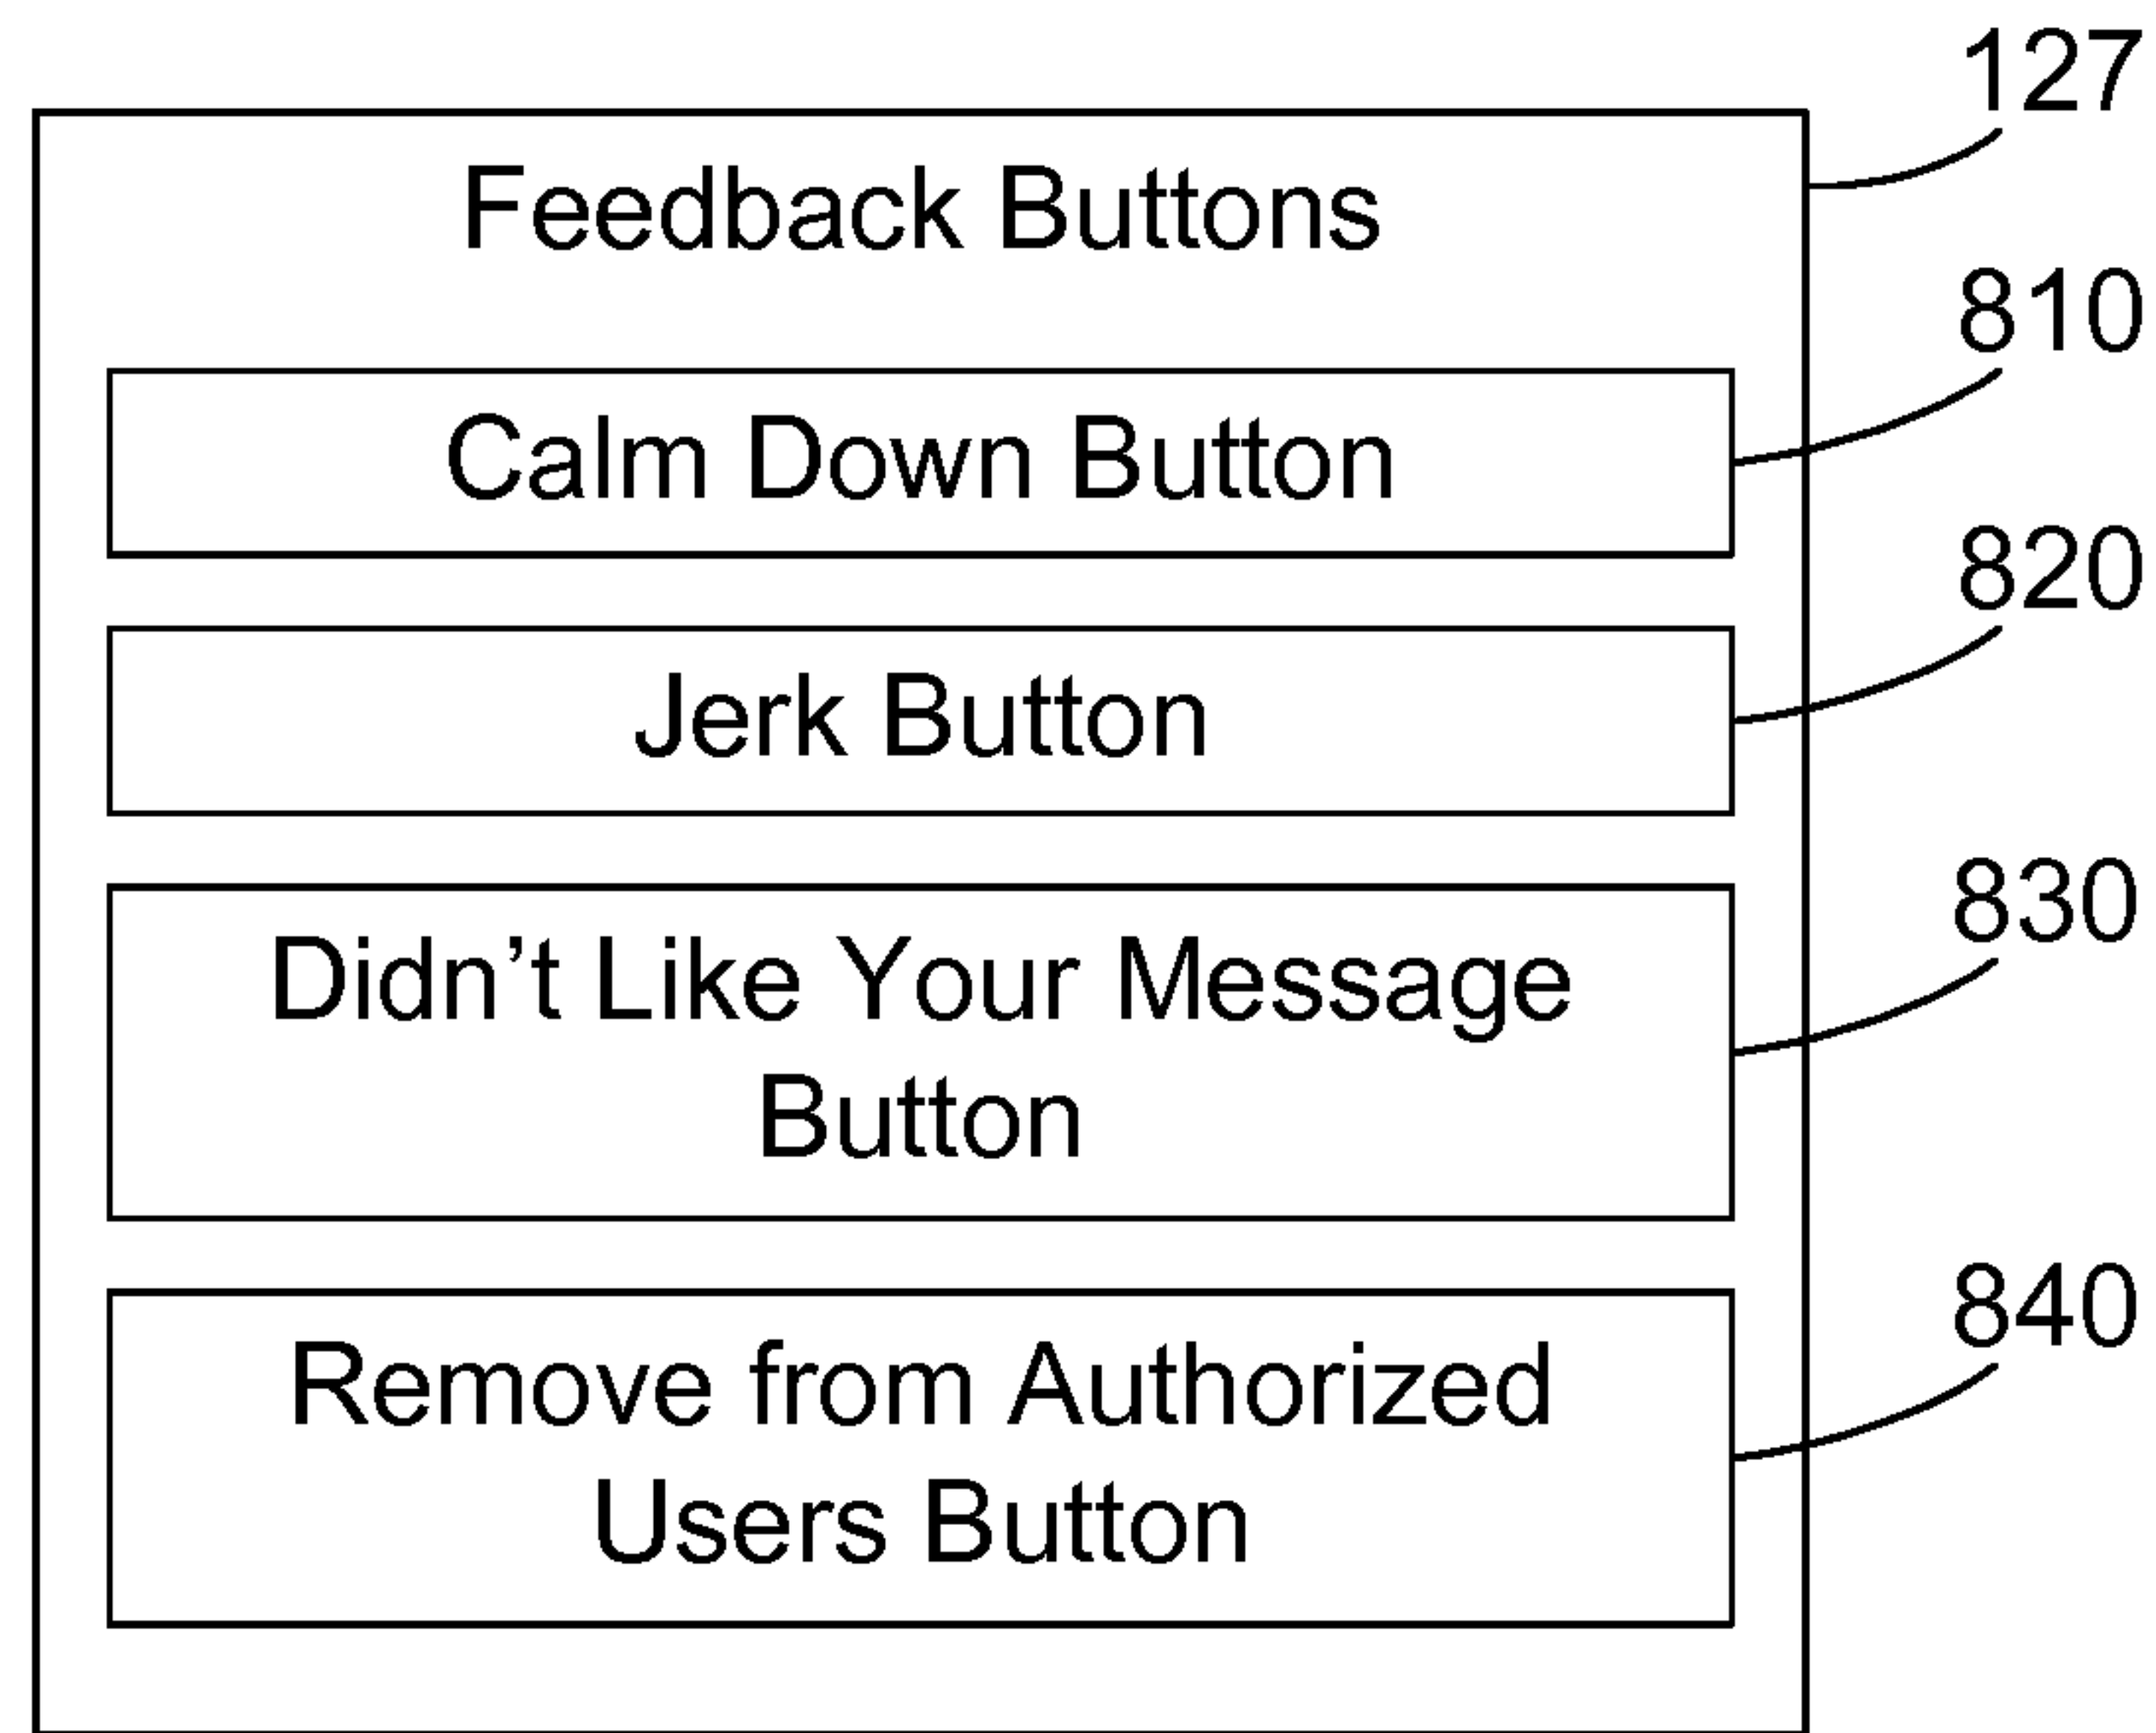 127
Feedback Buttons
810
Calm Down Button
820
Jerk Button
830
Didn’t Like Your Message
Button
840
Remove from Authorized
Users Button